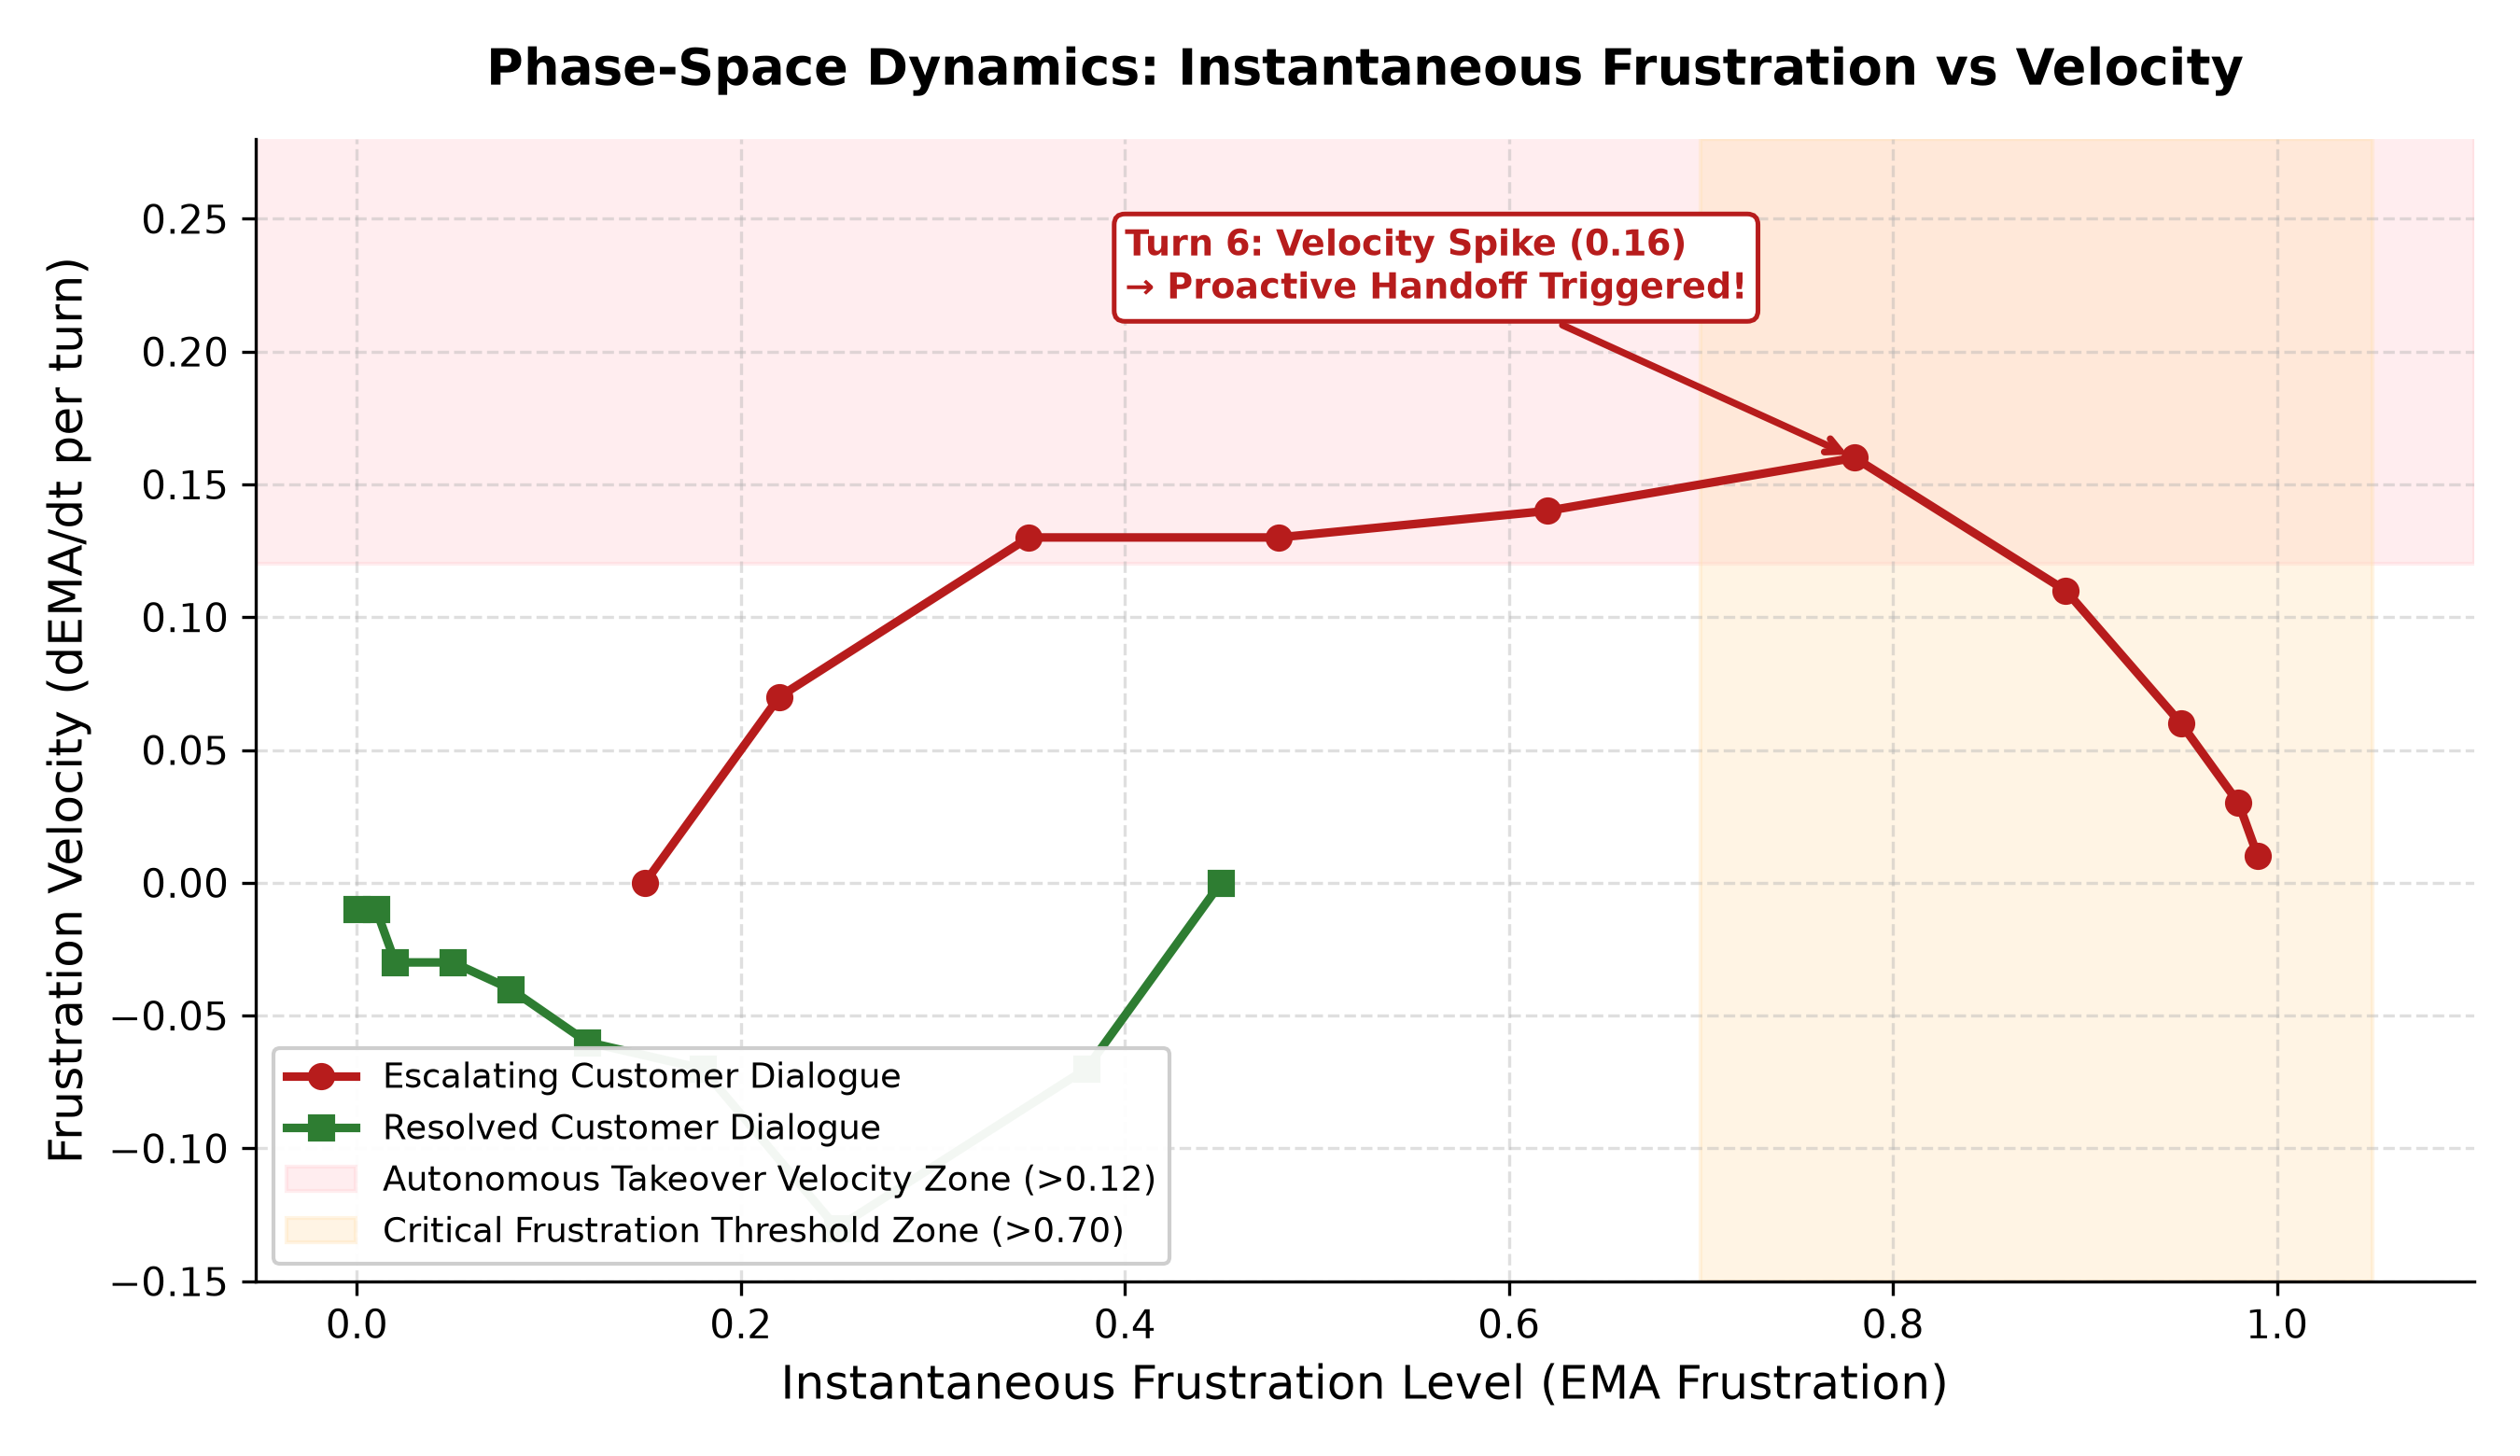 Phase-Space Dynamics: Instantaneous Frustration vs Velocity
Frustration Velocity (dEMA/dt per turn)
0.25
0.20
0.15
0.10
0.05
0.00
−0.05
−0.10
−0.15
Turn 6: Velocity Spike (0.16)
→ Proactive Handoff Triggered!
Escalating Customer Dialogue
Resolved Customer Dialogue
Autonomous Takeover Velocity Zone (>0.12)
Critical Frustration Threshold Zone (>0.70)
0.0
0.2
0.4
0.6
0.8
1.0
Instantaneous Frustration Level (EMA Frustration)